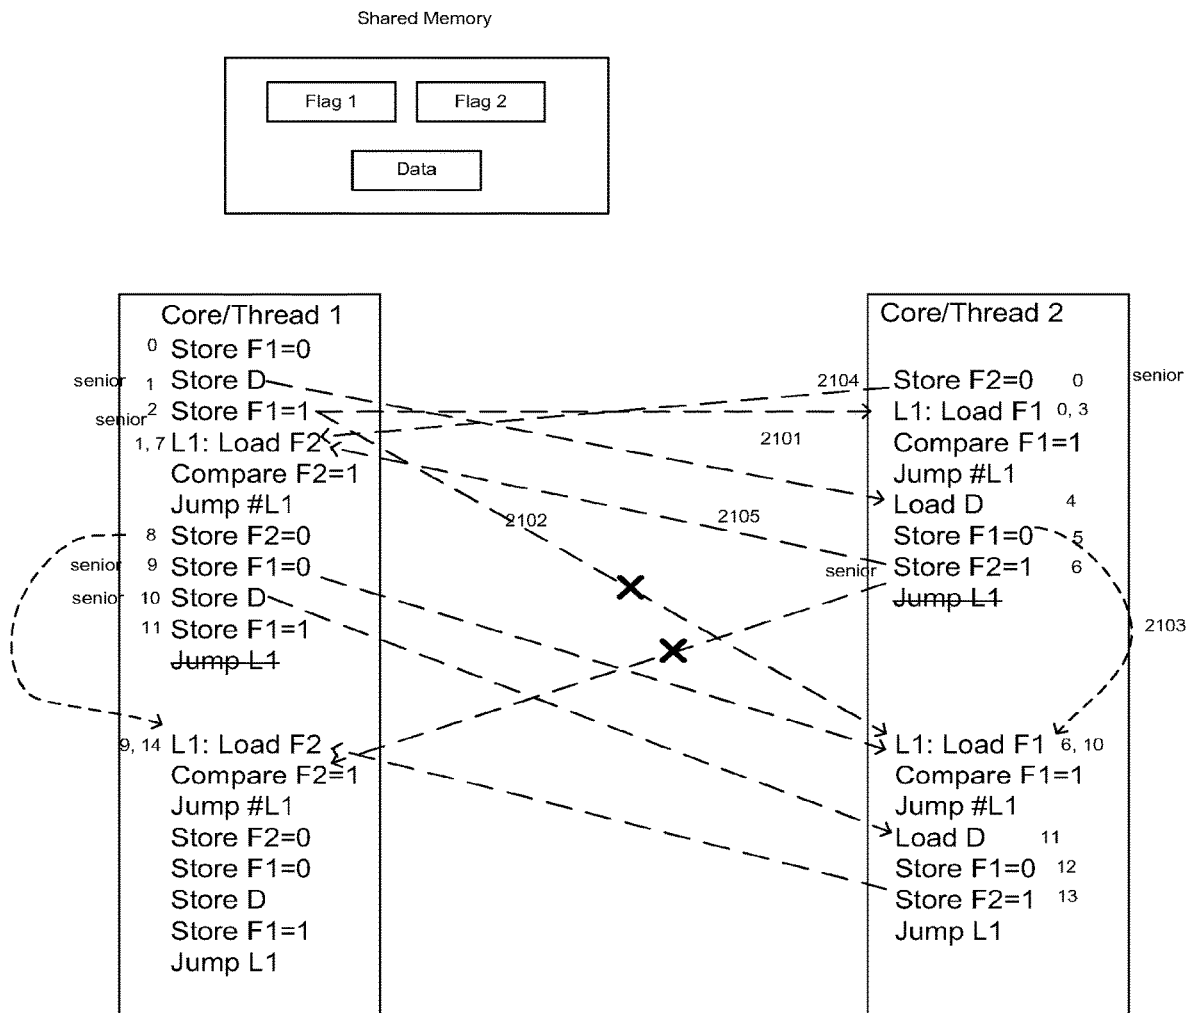 Shared Memory
Flag 1
Flag 2
Data
Core/Thread 1
0 Store F1=0
senior 1 Store D
senior 2 Store F1=1
1, 7 L1: Load F2
Compare F2=1
Jump #L1
8 Store F2=0
senior 9 Store F1=0
senior 10 Store D
11 Store F1=1
Jump L1
9, 14 L1: Load F2
Compare F2=1
Jump #L1
Store F2=0
Store F1=0
Store D
Store F1=1
Jump L1
2104
2101
2102
2105
Core/Thread 2
Store F2=0 0 senior
L1: Load F1 0, 3
Compare F1=1
Jump #L1
Load D 4
Store F1=0 5
senior Store F2=1 6
Jump L1
2103
L1: Load F1 6, 10
Compare F1=1
Jump #L1
Load D 11
Store F1=0 12
Store F2=1 13
Jump L1